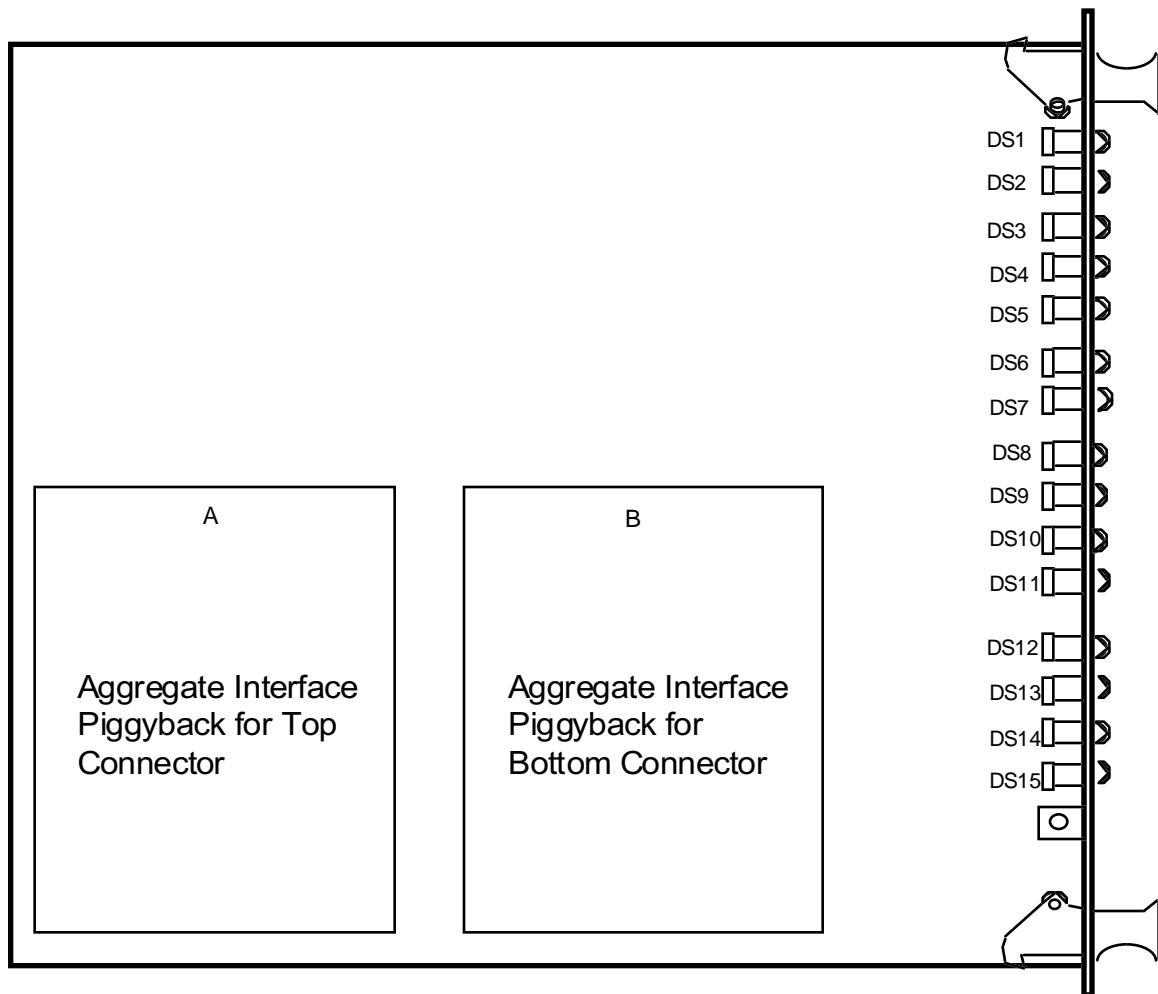 DS1
DS2
DS3
DS4
DS5
DS6
DS7
DS8
DS9
DS10
DS11
DS12
DS13
DS14
DS15
A
Aggregate Interface
Piggyback for Top
Connector
B
Aggregate Interface
Piggyback for
Bottom Connector